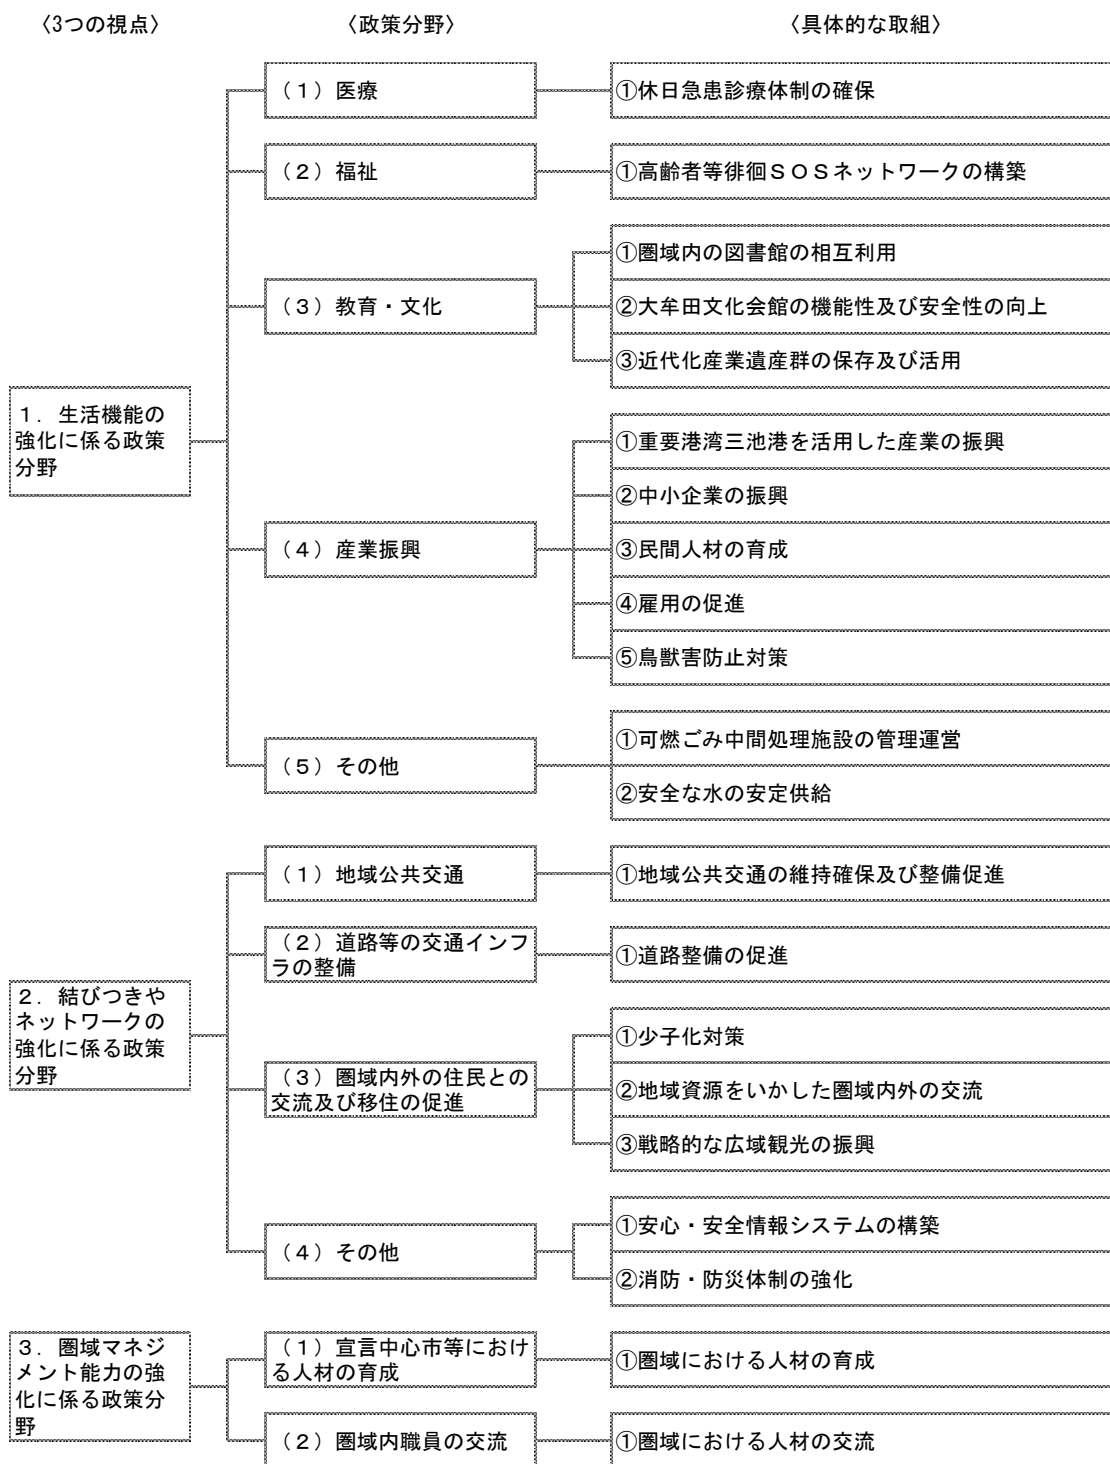 〈3つの視点〉
〈政策分野〉
〈具体的な取組〉
1．生活機能の
強化に係る政策
分野
（1）医療
①休日急患診療体制の確保
（2）福祉
①高齢者等徘徊ＳＯＳネットワークの構築
（3）教育・文化
①圏域内の図書館の相互利用
②大牟田文化会館の機能性及び安全性の向上
③近代化産業遺産群の保存及び活用
（4）産業振興
①重要港湾三池港を活用した産業の振興
②中小企業の振興
③民間人材の育成
④雇用の促進
⑤鳥獣害防止対策
（5）その他
①可燃ごみ中間処理施設の管理運営
②安全な水の安定供給
2．結びつきや
ネットワークの
強化に係る政策
分野
（1）地域公共交通
①地域公共交通の維持確保及び整備促進
（2）道路等の交通インフ
ラの整備
①道路整備の促進
（3）圏域内外の住民との
交流及び移住の促進
①少子化対策
②地域資源をいかした圏域内外の交流
③戦略的な広域観光の振興
（4）その他
①安心・安全情報システムの構築
②消防・防災体制の強化
3．圏域マネジ
メント能力の強
化に係る政策分
野
（1）宣言中心市等におけ
る人材の育成
①圏域における人材の育成
（2）圏域内職員の交流
①圏域における人材の交流